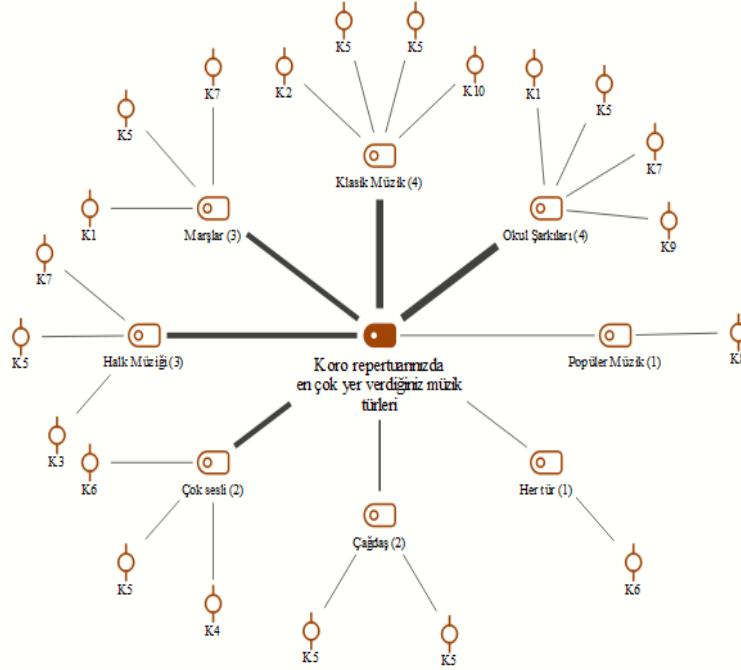 K5
K5
K7
K2
K10
K1
K5
K5
Klasik Müzik (4)
K7
K1
Marşlar (3)
Okul Şarkıları (4)
K9
K7
K5
Halk Müziği (3)
Popüler Müzik (1)
Koro repertuarınızda
en çok yer verdiğiniz müzik
türleri
K3
K6
Çok sesli (2)
Her tür (1)
Çağdaş (2)
K5
K6
K4
K5
K5